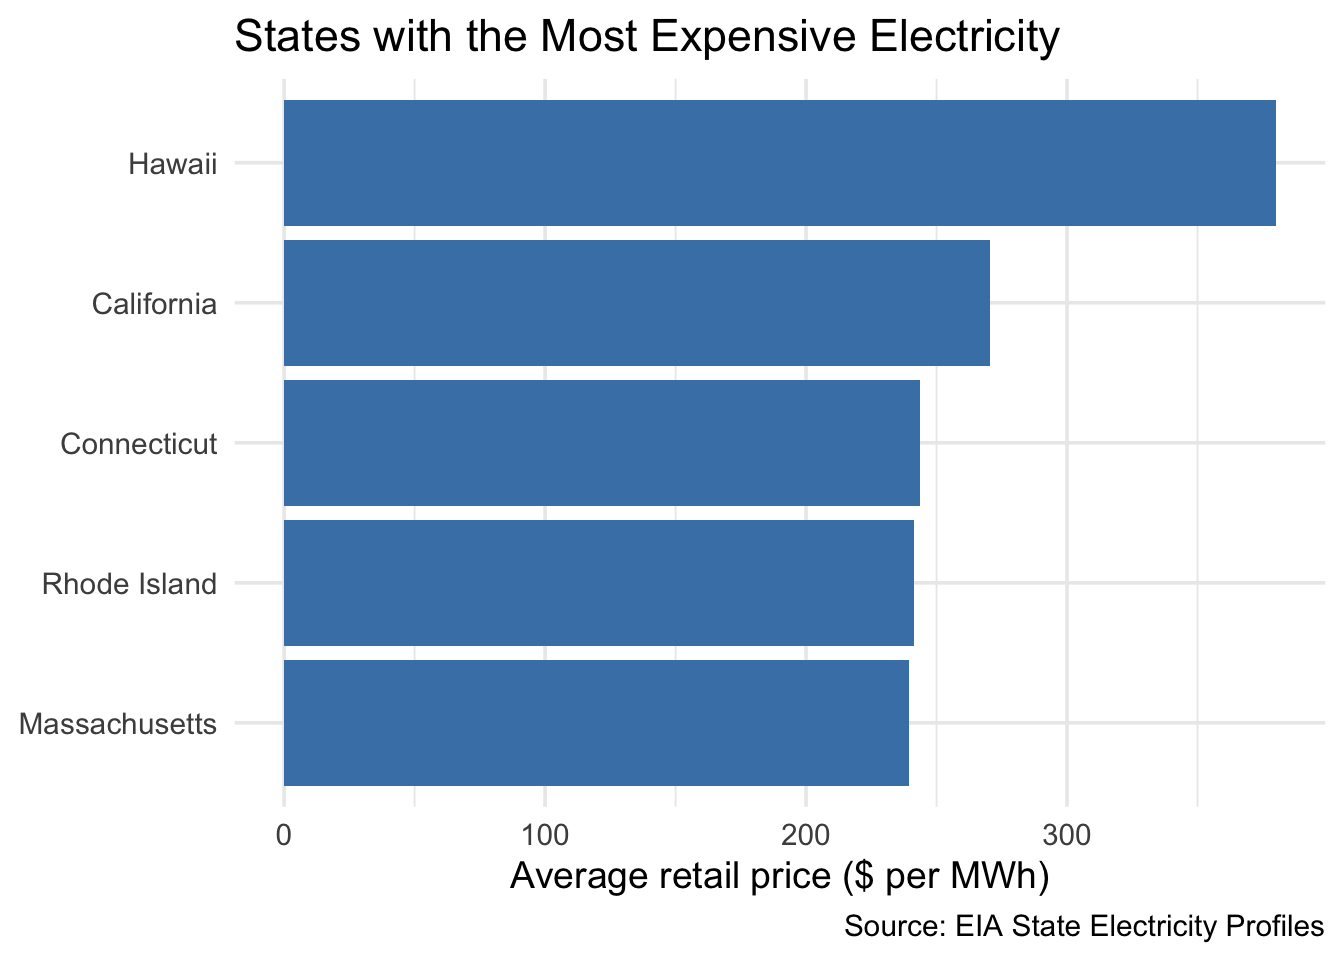 States with the Most Expensive Electricity
Hawaii
California
Connecticut
Rhode Island
Massachusetts
0 100 200 300
Average retail price ($ per MWh)
Source: EIA State Electricity Profiles